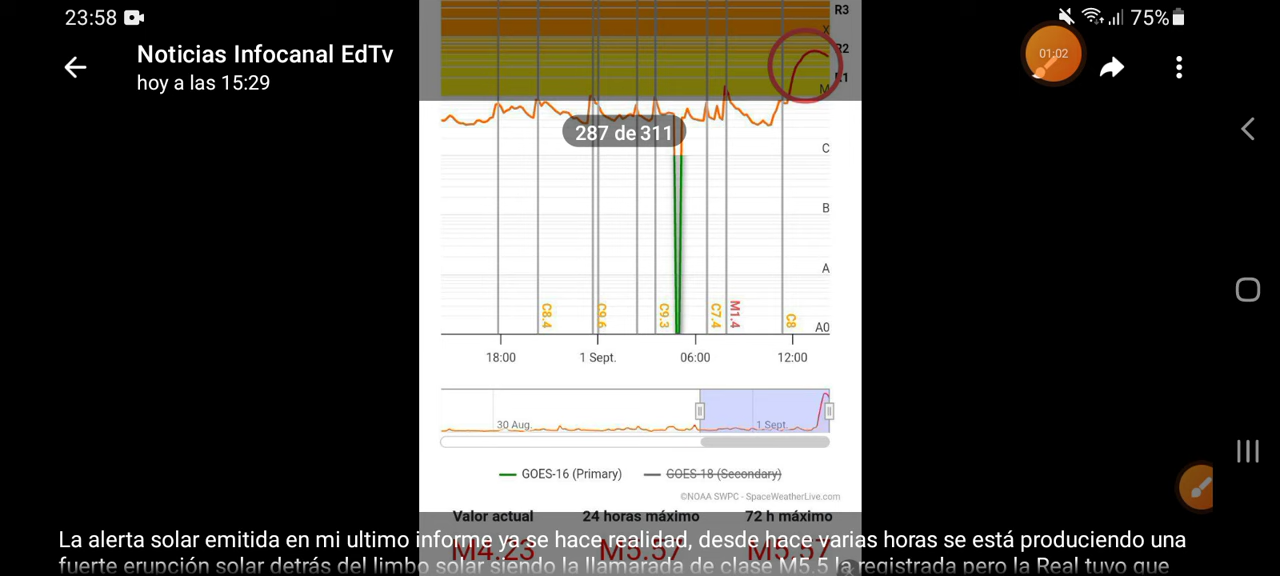 23:58
75%
Noticias Infocanal EdTv
hoy a las 15:29
01:02
R3
X
R2
R1
M
287 de 311
C
B
A
A0
C8.4
C9.6
C9.3
C7.4
M1.4
C8
18:00
1 Sept.
06:00
12:00
30 Aug.
1 Sept.
GOES-16 (Primary)
GOES-18 (Secondary)
©NOAA SWPC - SpaceWeatherLive.com
Valor actual
24 horas máximo
72 h máximo
M4.23
M5.57
M5.57
La alerta solar emitida en mi ultimo informe ya se hace realidad, desde hace varias horas se está produciendo una
fuerte erupción solar detrás del limbo solar siendo la llamarada de clase M5.5 la registrada pero la Real tuvo que